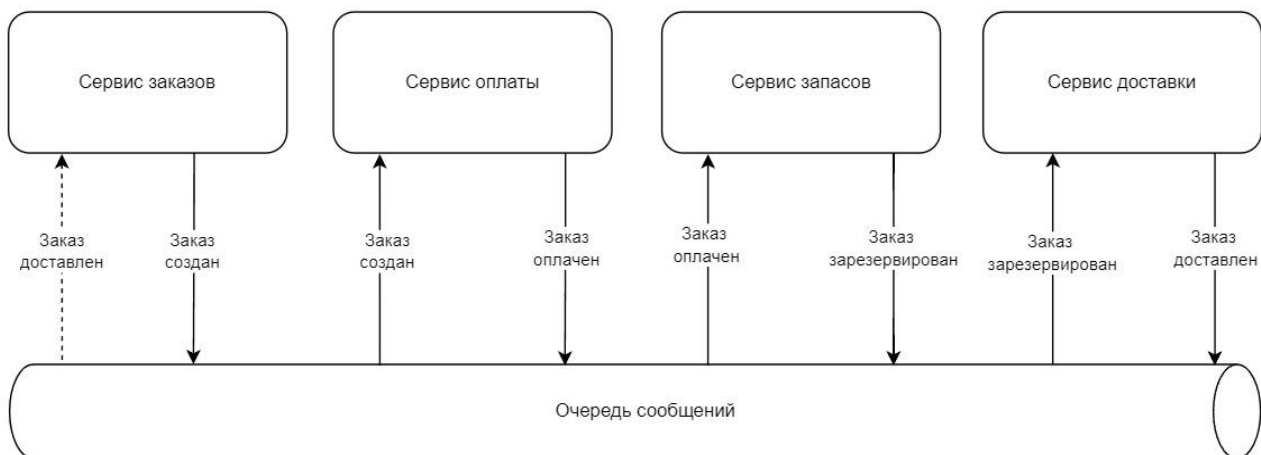 Сервис заказов
Сервис оплаты
Сервис запасов
Сервис доставки
Заказ
доставлен
Заказ
создан
Заказ
создан
Заказ
оплачен
Заказ
оплачен
Заказ
зарезервирован
Заказ
зарезервирован
Заказ
доставлен
Очередь сообщений